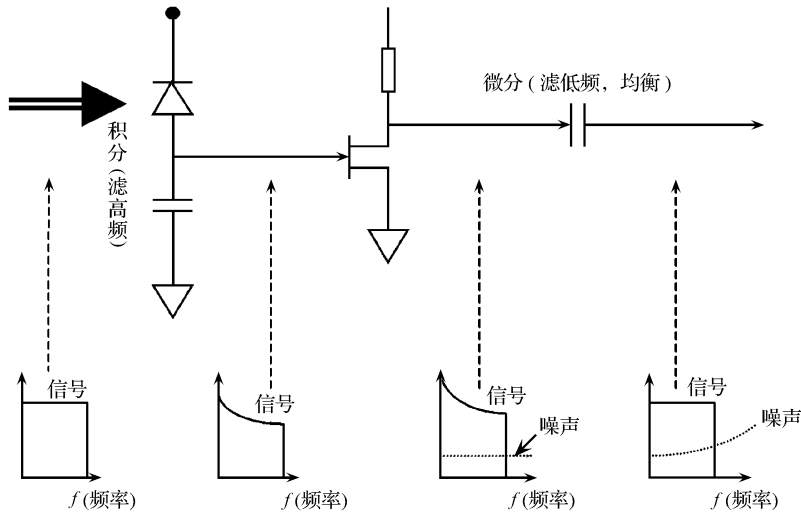 微分(滤低频，均衡)
积分(滤高频)
信号
f(频率)
信号
f(频率)
信号
噪声
f(频率)
信号
噪声
f(频率)